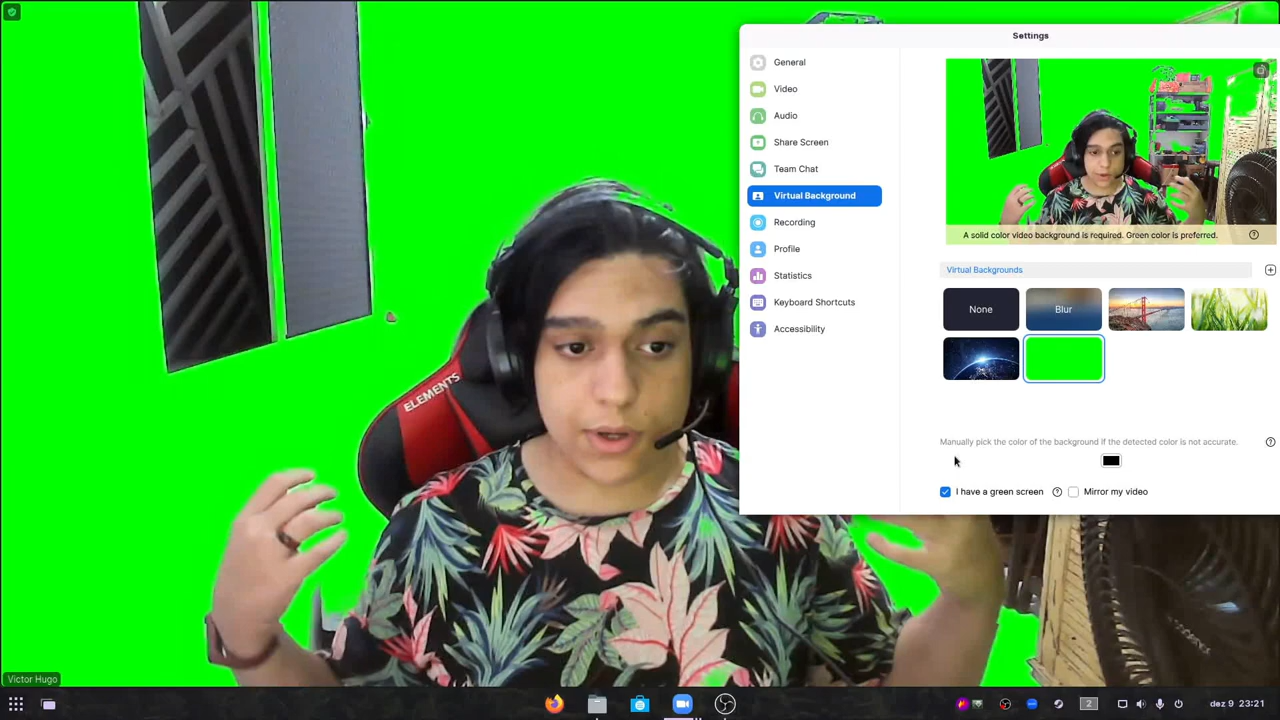 Settings
General
Video
Audio
Share Screen
Team Chat
Virtual Background
Recording
Profile
Statistics
Keyboard Shortcuts
Accessibility
A solid color video background is required. Green color is preferred.
Virtual Backgrounds
None
Blur
Manually pick the color of the background if the detected color is not accurate.
I have a green screen
Mirror my video
ELEMENTS
Victor Hugo
2
dez 9 23:21